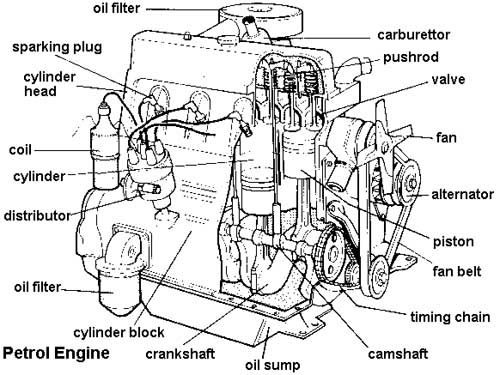 oil filter
carburettor
sparking plug
pushrod
cylinder
head
valve
coil
fan
cylinder
alternator
distributor
piston
fan belt
oil filter
timing chain
cylinder block
Petrol Engine
crankshaft
camshaft
oil sump